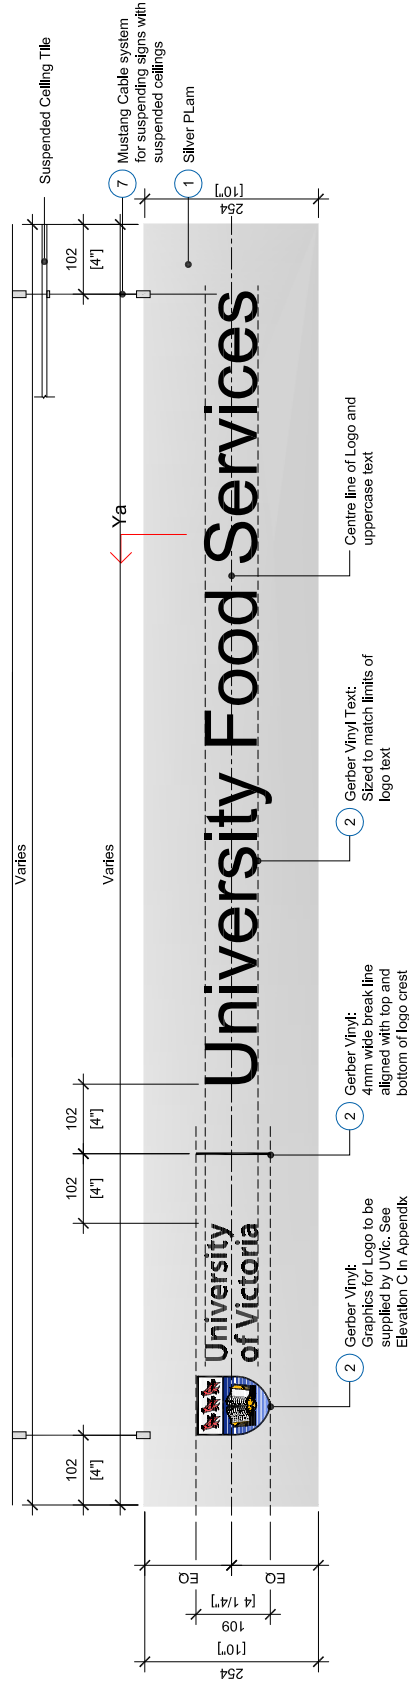 Suspended Ceiling Tile
7
Mustang Cable system
for suspending signs with
suspended ceilings
1
Silver PLam
Varies
Varies
102
[4"]
102
[4"]
102
[4"]
102
[4"]
Ya
254
[10"]
254
[10"]
109
[4 1/4"]
EQ
EQ
University
of Victoria
University Food Services
2
Gerber Vinyl:
Graphics for Logo to be
supplied by UVic. See
Elevation C In Appendix
2
Gerber Vinyl:
4mm wide break line
aligned with top and
bottom of logo crest
2
Gerber Vinyl Text:
Sized to match limits of
logo text
Centre line of Logo and
uppercase text